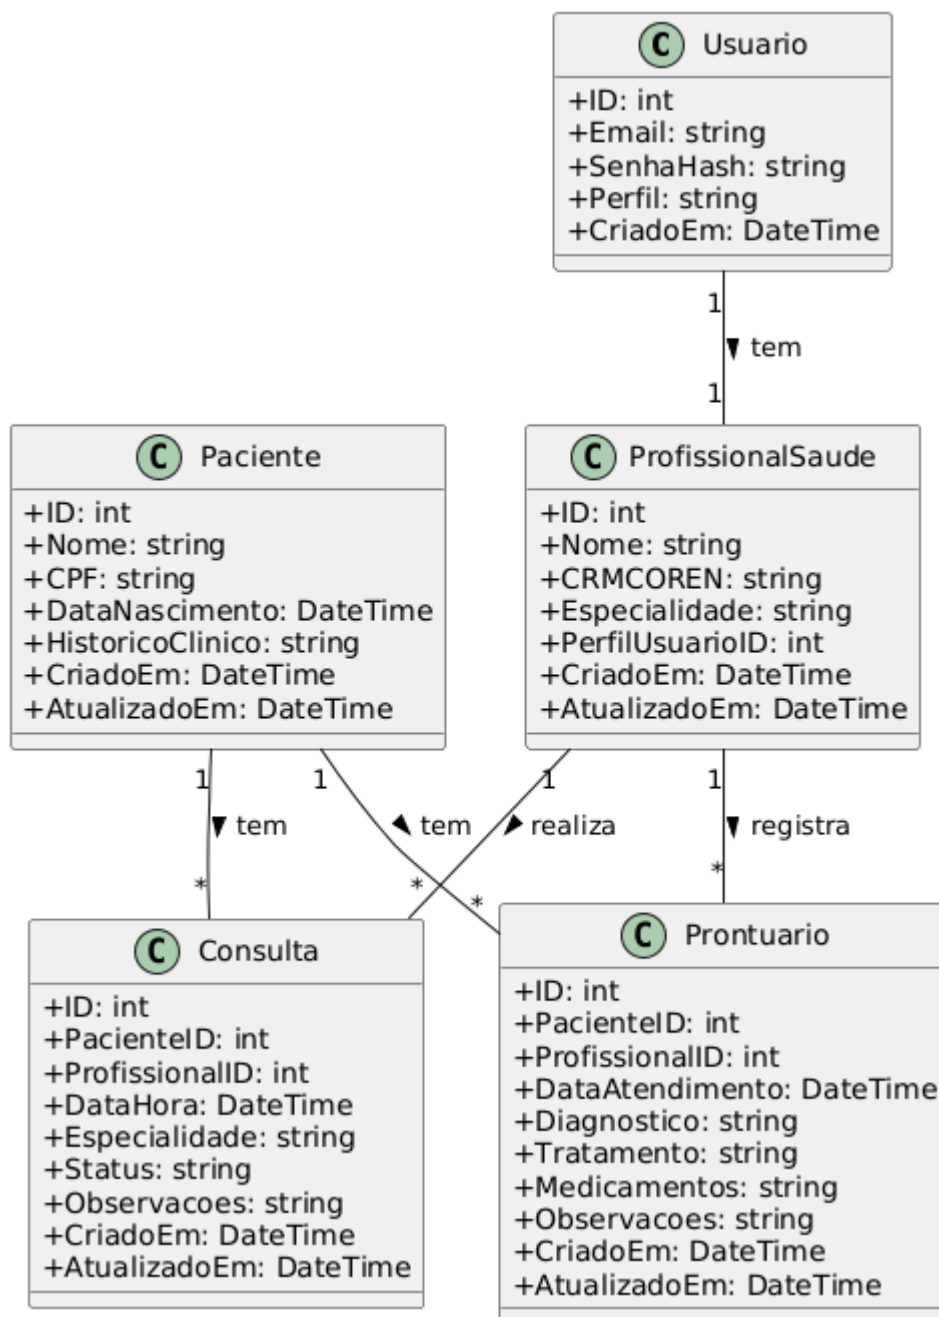 C Usuario
+ID: int
+Email: string
+SenhaHash: string
+Perfil: string
+CriadoEm: DateTime
1
tem
1
C Paciente
+ID: int
+Nome: string
+CPF: string
+DataNascimento: DateTime
+HistoricoClinico: string
+CriadoEm: DateTime
+AtualizadoEm: DateTime
C ProfissionalSaude
+ID: int
+Nome: string
+CRMCOREN: string
+Especialidade: string
+PerfilUsuarioID: int
+CriadoEm: DateTime
+AtualizadoEm: DateTime
1 1 1 1
tem tem realiza registra
* * * *
C Consulta
+ID: int
+PacienteID: int
+ProfissionalID: int
+DataHora: DateTime
+Especialidade: string
+Status: string
+Observacoes: string
+CriadoEm: DateTime
+AtualizadoEm: DateTime
C Prontuario
+ID: int
+PacienteID: int
+ProfissionalID: int
+DataAtendimento: DateTime
+Diagnostico: string
+Tratamento: string
+Medicamentos: string
+Observacoes: string
+CriadoEm: DateTime
+AtualizadoEm: DateTime